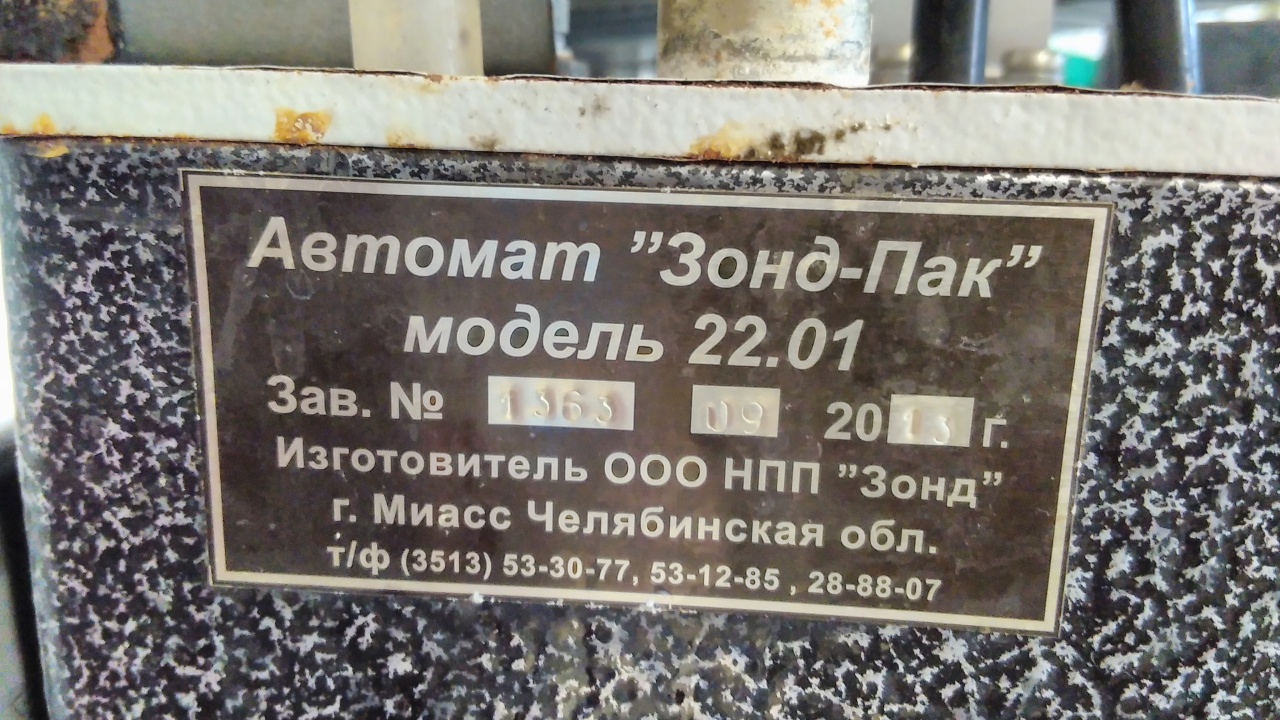 Автомат ”Зонд-Пак”
модель 22.01
Зав. № 1363 09 2013 г.
Изготовитель ООО НПП ”Зонд”
г. Миасс Челябинская обл.
т/ф (3513) 53-30-77, 53-12-85 , 28-88-07